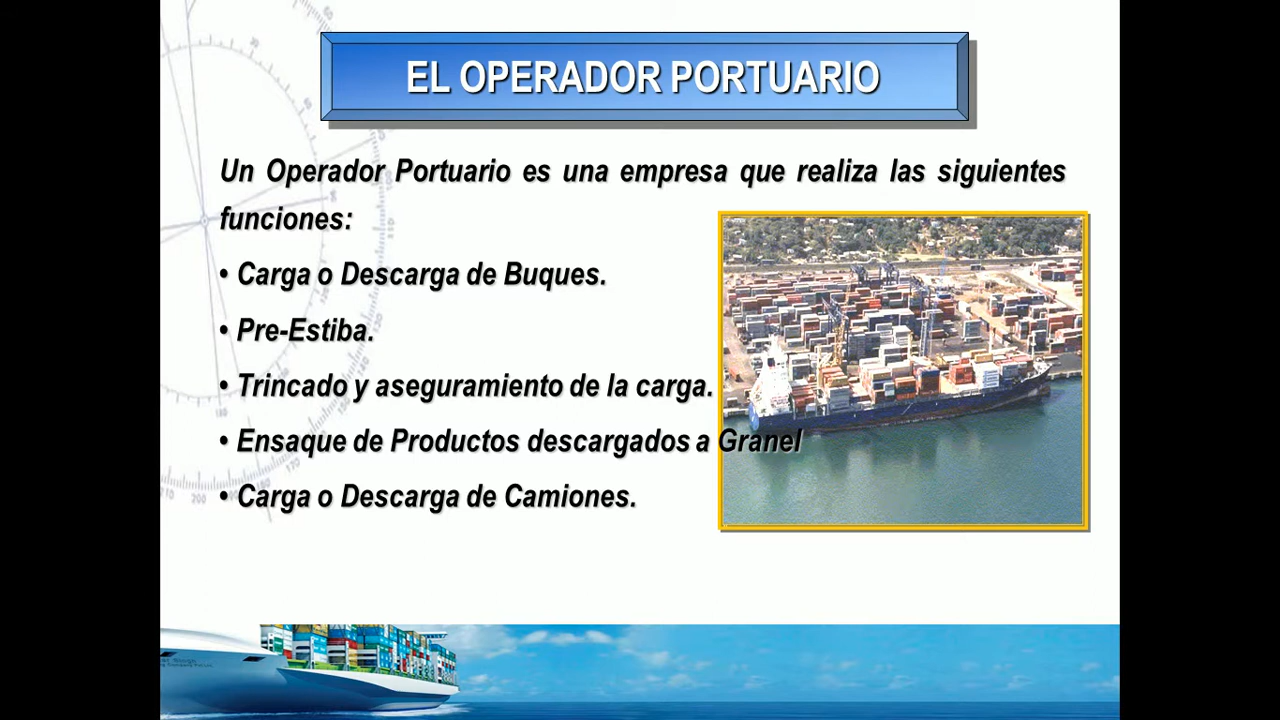 EL OPERADOR PORTUARIO
Un Operador Portuario es una empresa que realiza las siguientes
funciones:
• Carga o Descarga de Buques.
• Pre-Estiba.
• Trincado y aseguramiento de la carga.
• Ensaque de Productos descargados a Granel
• Carga o Descarga de Camiones.